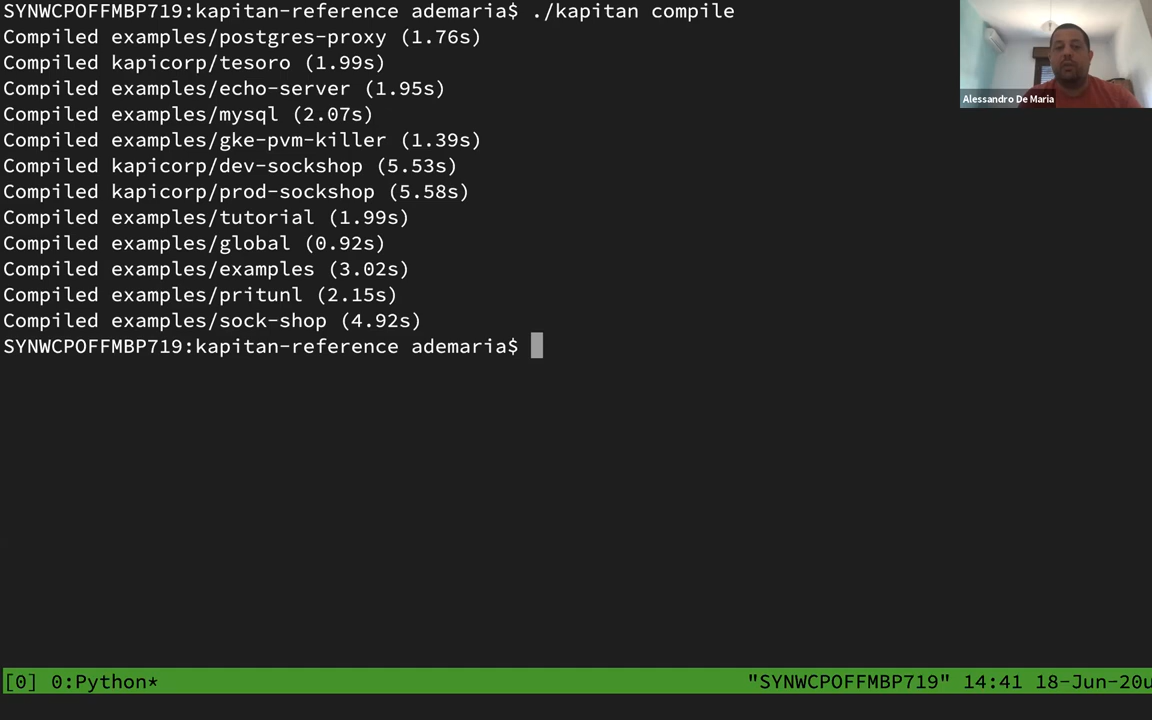 SYNWCPOFFMBP719:kapitan-reference ademaria$ ./kapitan compile
Compiled examples/postgres-proxy (1.76s)
Compiled kapicorp/tesoro (1.99s)
Compiled examples/echo-server (1.95s)
Compiled examples/mysql (2.07s)
Compiled examples/gke-pvm-killer (1.39s)
Compiled kapicorp/dev-sockshop (5.53s)
Compiled kapicorp/prod-sockshop (5.58s)
Compiled examples/tutorial (1.99s)
Compiled examples/global (0.92s)
Compiled examples/examples (3.02s)
Compiled examples/pritunl (2.15s)
Compiled examples/sock-shop (4.92s)
SYNWCPOFFMBP719:kapitan-reference ademaria$
Alessandro De Maria
[0] 0:Python* "SYNWCPOFFMBP719" 14:41 18-Jun-20u